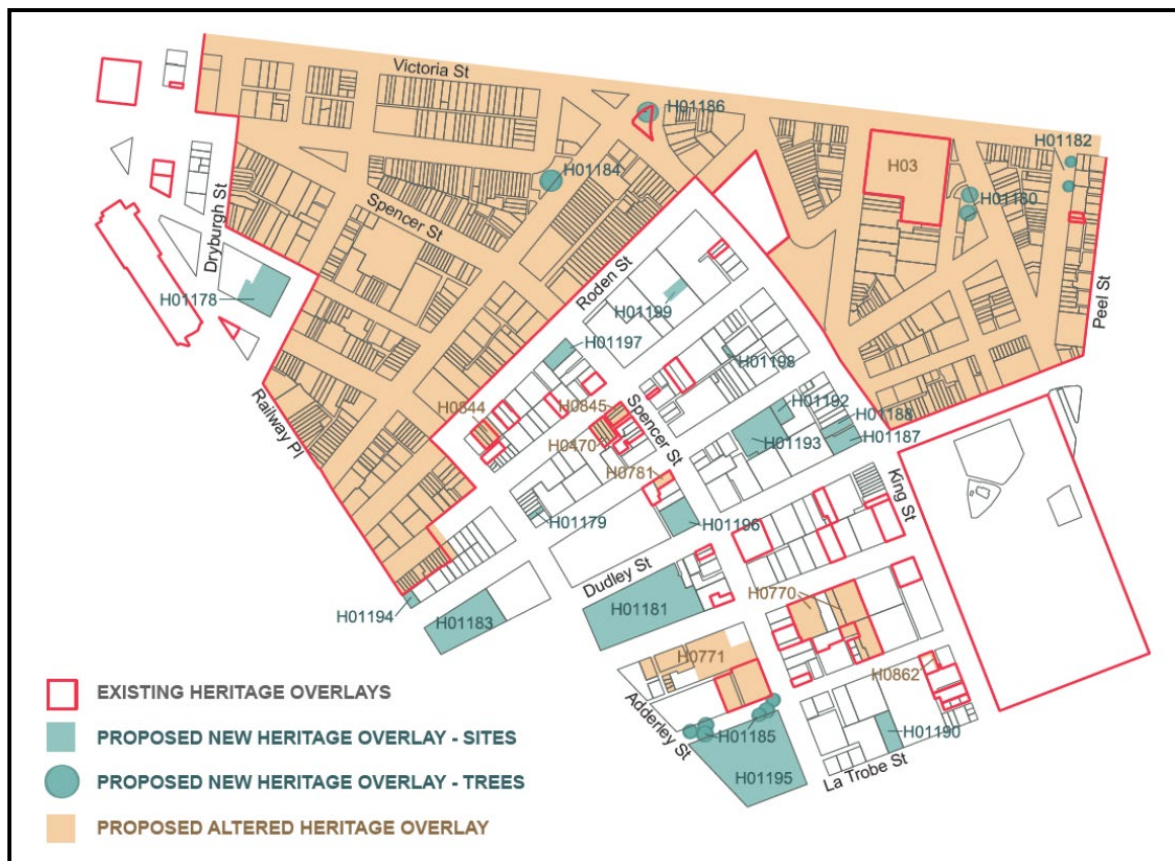 Victoria St
H01186
H01182
H01184
H03
H01180
Spencer St
Dryburgh St
Roden St
Peel St
H01178
H01199
H01197
H01198
Railway Pl
H0844
H0845
Spencer St
H01192
H01188
H01187
H01193
H0470
H0781
King St
H01179
H01196
Dudley St
H01194
H01183
H01181
H0770
H0771
H0862
Adderley St
H01185
H01190
H01195
La Trobe St
EXISTING HERITAGE OVERLAYS
PROPOSED NEW HERITAGE OVERLAY - SITES
PROPOSED NEW HERITAGE OVERLAY - TREES
PROPOSED ALTERED HERITAGE OVERLAY